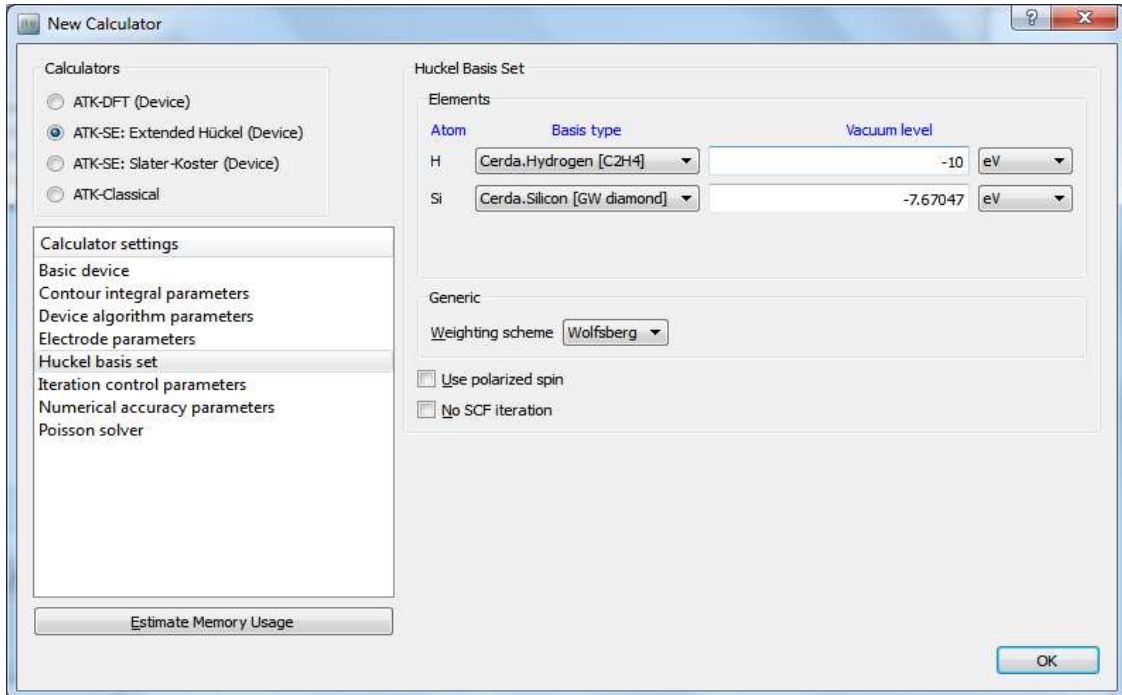 New Calculator
Calculators
ATK-DFT (Device)
ATK-SE: Extended Hückel (Device)
ATK-SE: Slater-Koster (Device)
ATK-Classical
Calculator settings
Basic device
Contour integral parameters
Device algorithm parameters
Electrode parameters
Huckel basis set
Iteration control parameters
Numerical accuracy parameters
Poisson solver
Estimate Memory Usage
Huckel Basis Set
Elements
Atom Basis type Vacuum level
H Cerda.Hydrogen [C2H4] -10 eV
Si Cerda.Silicon [GW diamond] -7.67047 eV
Generic
Weighting scheme Wolfsberg
Use polarized spin
No SCF iteration
OK